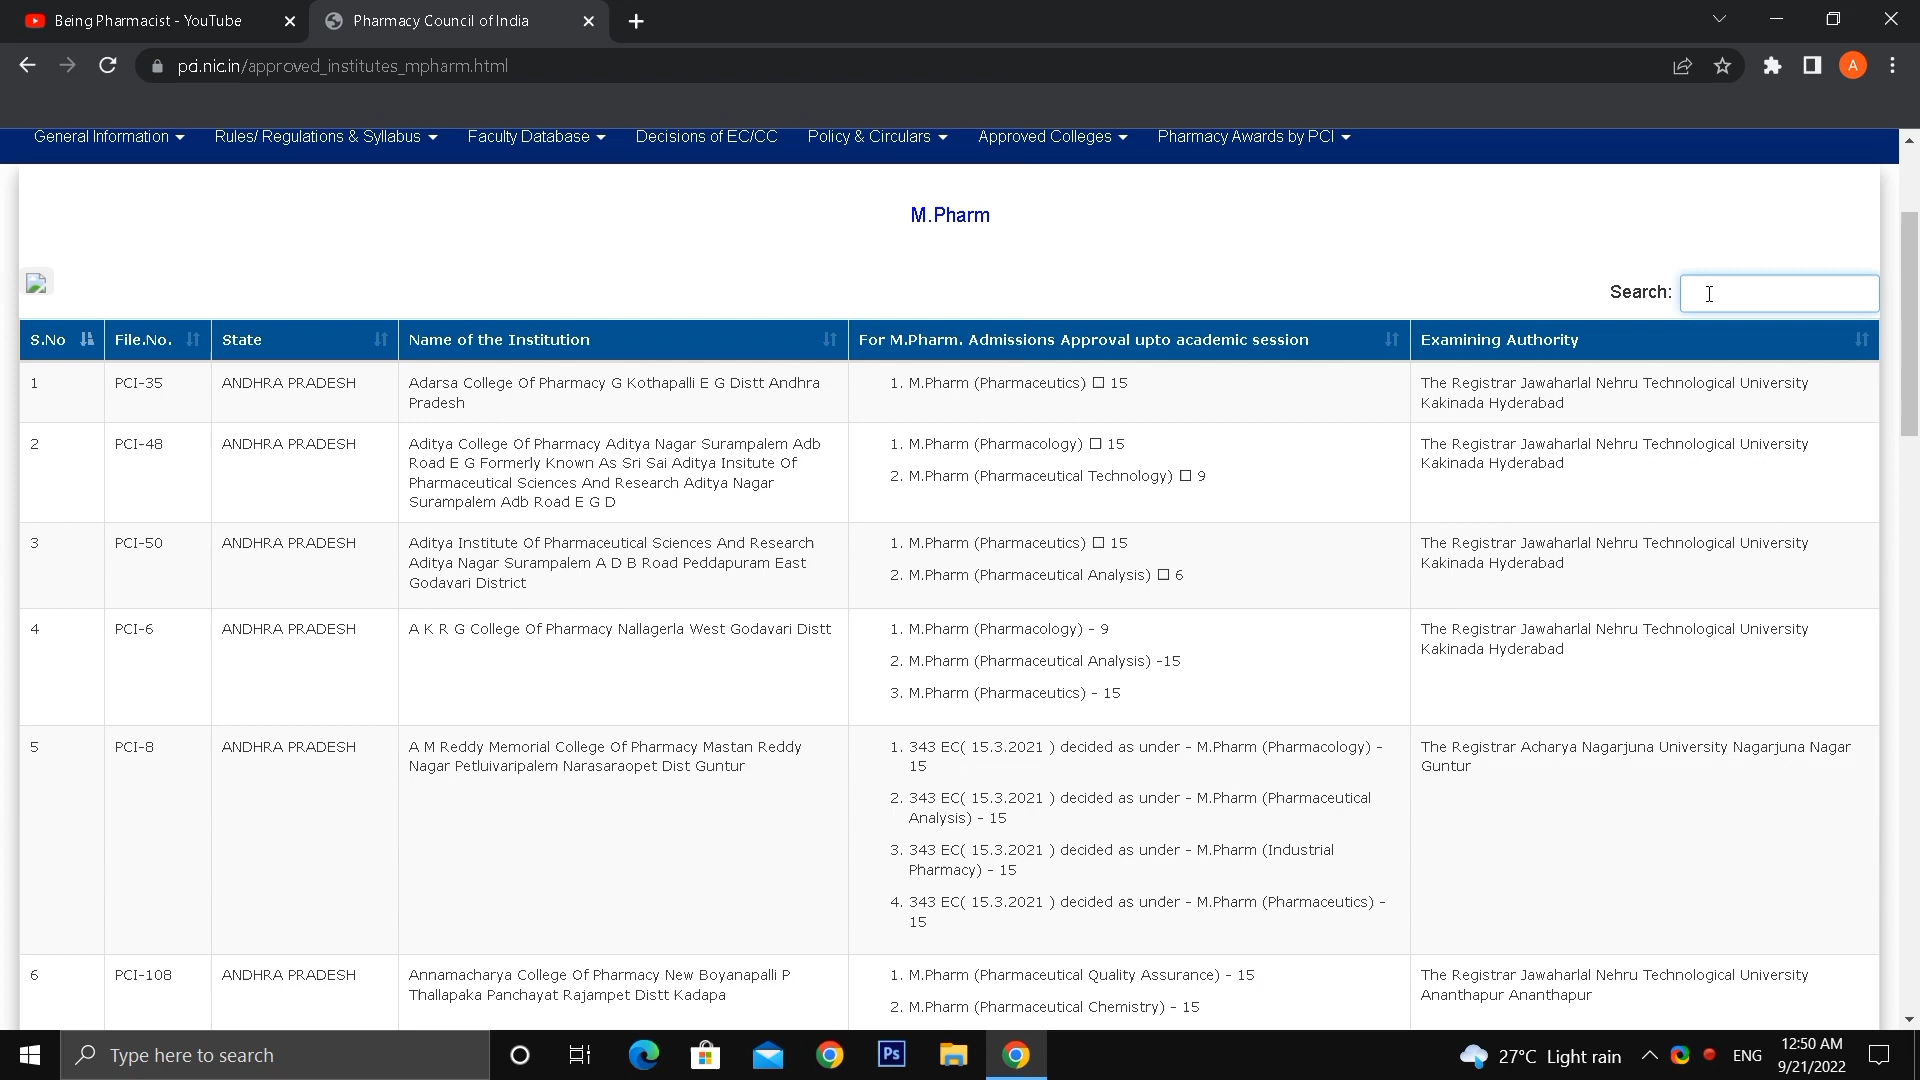 Being Pharmacist - YouTube
Pharmacy Council of India
pci.nic.in/approved_institutes_mpharm.html
A
General Information
Rules/ Regulations & Syllabus
Faculty Database
Decisions of EC/CC
Policy & Circulars
Approved Colleges
Pharmacy Awards by PCI
M.Pharm
Search:
S.No
File.No.
State
Name of the Institution
For M.Pharm. Admissions Approval upto academic session
Examining Authority
1
PCI-35
ANDHRA PRADESH
Adarsa College Of Pharmacy G Kothapalli E G Distt Andhra
Pradesh
1. M.Pharm (Pharmaceutics) □ 15
The Registrar Jawaharlal Nehru Technological University
Kakinada Hyderabad
2
PCI-48
ANDHRA PRADESH
Aditya College Of Pharmacy Aditya Nagar Surampalem Adb
Road E G Formerly Known As Sri Sai Aditya Insitute Of
Pharmaceutical Sciences And Research Aditya Nagar
Surampalem Adb Road E G D
1. M.Pharm (Pharmacology) □ 15
2. M.Pharm (Pharmaceutical Technology) □ 9
The Registrar Jawaharlal Nehru Technological University
Kakinada Hyderabad
3
PCI-50
ANDHRA PRADESH
Aditya Institute Of Pharmaceutical Sciences And Research
Aditya Nagar Surampalem A D B Road Peddapuram East
Godavari District
1. M.Pharm (Pharmaceutics) □ 15
2. M.Pharm (Pharmaceutical Analysis) □ 6
The Registrar Jawaharlal Nehru Technological University
Kakinada Hyderabad
4
PCI-6
ANDHRA PRADESH
A K R G College Of Pharmacy Nallagerla West Godavari Distt
1. M.Pharm (Pharmacology) - 9
2. M.Pharm (Pharmaceutical Analysis) -15
3. M.Pharm (Pharmaceutics) - 15
The Registrar Jawaharlal Nehru Technological University
Kakinada Hyderabad
5
PCI-8
ANDHRA PRADESH
A M Reddy Memorial College Of Pharmacy Mastan Reddy
Nagar Petluivaripalem Narasaraopet Dist Guntur
1. 343 EC( 15.3.2021 ) decided as under - M.Pharm (Pharmacology) -
15
2. 343 EC( 15.3.2021 ) decided as under - M.Pharm (Pharmaceutical
Analysis) - 15
3. 343 EC( 15.3.2021 ) decided as under - M.Pharm (Industrial
Pharmacy) - 15
4. 343 EC( 15.3.2021 ) decided as under - M.Pharm (Pharmaceutics) -
15
The Registrar Acharya Nagarjuna University Nagarjuna Nagar
Guntur
6
PCI-108
ANDHRA PRADESH
Annamacharya College Of Pharmacy New Boyanapalli P
Thallapaka Panchayat Rajampet Distt Kadapa
1. M.Pharm (Pharmaceutical Quality Assurance) - 15
2. M.Pharm (Pharmaceutical Chemistry) - 15
The Registrar Jawaharlal Nehru Technological University
Ananthapur Ananthapur
Type here to search
Ps
27°C Light rain
ENG
12:50 AM
9/21/2022